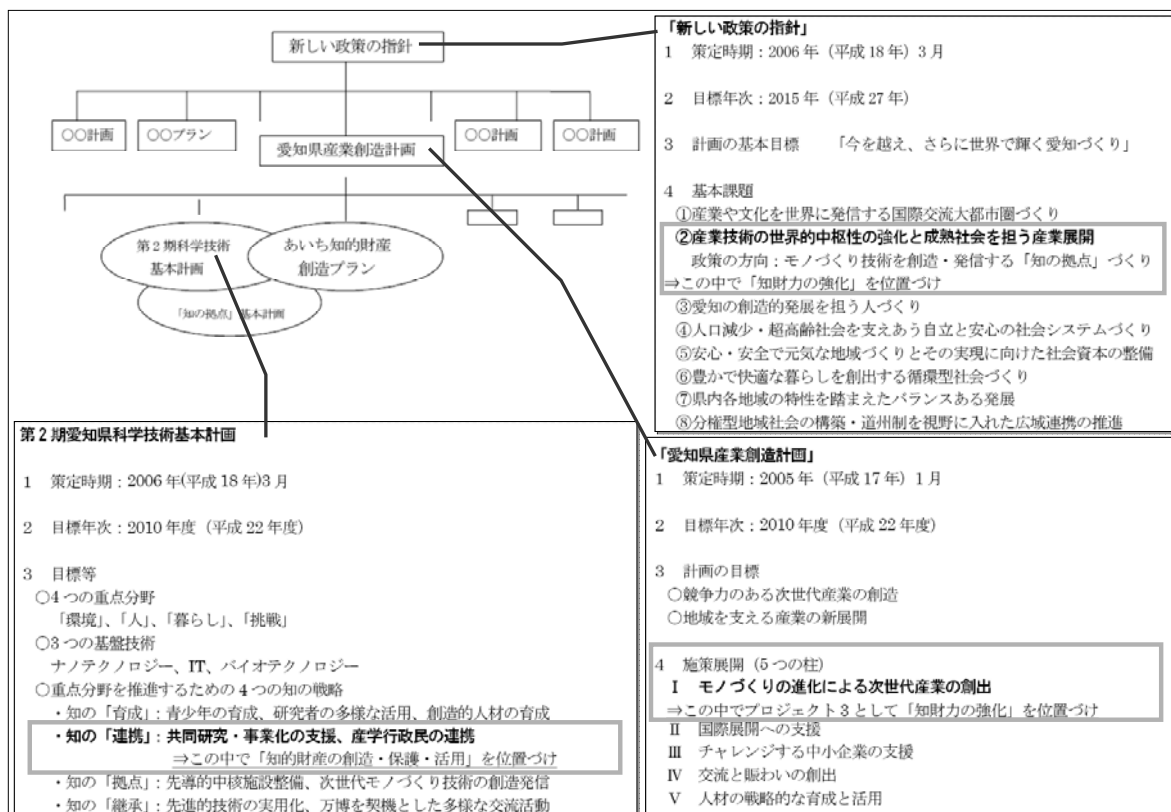 新しい政策の指針
○○計画
○○プラン
愛知県産業創造計画
○○計画
○○計画
第２期科学技術
基本計画
あいち知的財産
創造プラン
「知の拠点」基本計画
「新しい政策の指針」
1 策定時期：2006年（平成18年）3月
2 目標年次：2015年（平成27年）
3 計画の基本目標 「今を越え、さらに世界で輝く愛知づくり」
4 基本課題
①産業や文化を世界に発信する国際交流大都市圏づくり
②産業技術の世界的中枢性の強化と成熟社会を担う産業展開
政策の方向：モノづくり技術を創造・発信する「知の拠点」づくり
⇒この中で「知財力の強化」を位置づけ
③愛知の創造的発展を担う人づくり
④人口減少・超高齢社会を支えあう自立と安心の社会システムづくり
⑤安心・安全で元気な地域づくりとその実現に向けた社会資本の整備
⑥豊かで快適な暮らしを創出する循環型社会づくり
⑦県内各地域の特性を踏まえたバランスある発展
⑧分権型地域社会の構築・道州制を視野に入れた広域連携の推進
第２期愛知県科学技術基本計画
1 策定時期：2006年(平成18年)3月
2 目標年次：2010年度（平成22年度）
3 目標等
○4つの重点分野
「環境」、「人」、「暮らし」、「挑戦」
○3つの基盤技術
ナノテクノロジー、IT、バイオテクノロジー
○重点分野を推進するための4つの知の戦略
・知の「育成」：青少年の育成、研究者の多様な活用、創造的人材の育成
・知の「連携」：共同研究・事業化の支援、産学行政民の連携
⇒この中で「知的財産の創造・保護・活用」を位置づけ
・知の「拠点」：先導的中核施設整備、次世代モノづくり技術の創造発信
・知の「継承」：先進的技術の実用化、万博を契機とした多様な交流活動
「愛知県産業創造計画」
1 策定時期：2005年（平成17年）1月
2 目標年次：2010年度（平成22年度）
3 計画の目標
○競争力のある次世代産業の創造
○地域を支える産業の新展開
4 施策展開（5つの柱）
Ⅰ モノづくりの進化による次世代産業の創出
⇒この中でプロジェクト3として「知財力の強化」を位置づけ
Ⅱ 国際展開への支援
Ⅲ チャレンジする中小企業の支援
Ⅳ 交流と賑わいの創出
Ⅴ 人材の戦略的な育成と活用